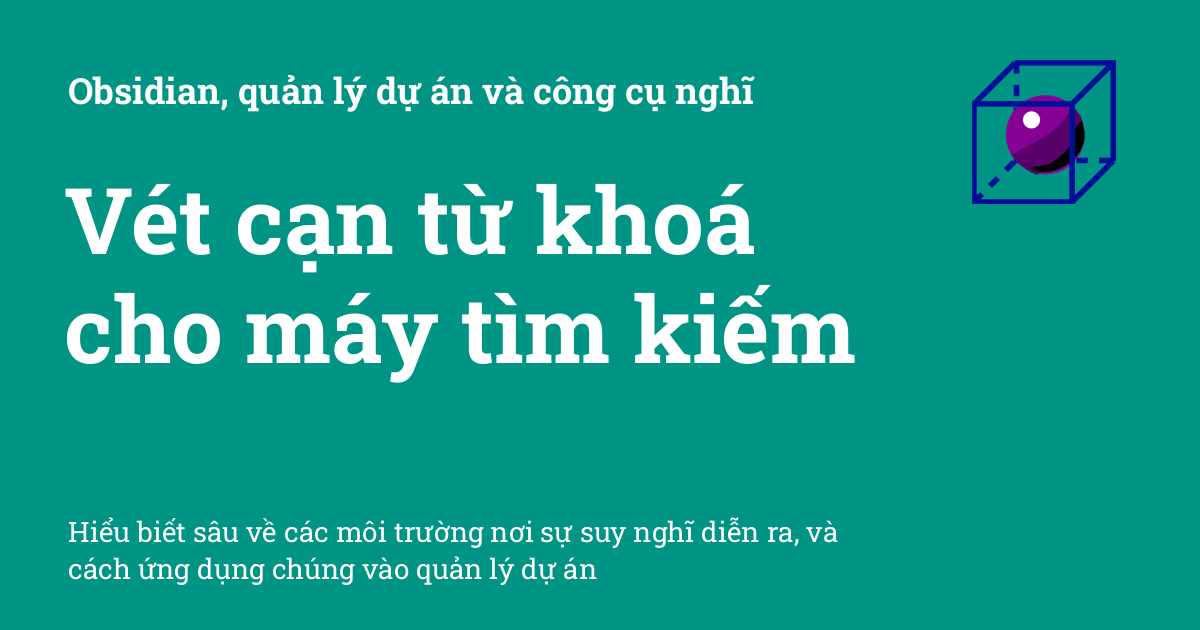 Obsidian, quản lý dự án và công cụ nghĩ
Vét cạn từ khoá
cho máy tìm kiếm
Hiểu biết sâu về các môi trường nơi sự suy nghĩ diễn ra, và
cách ứng dụng chúng vào quản lý dự án